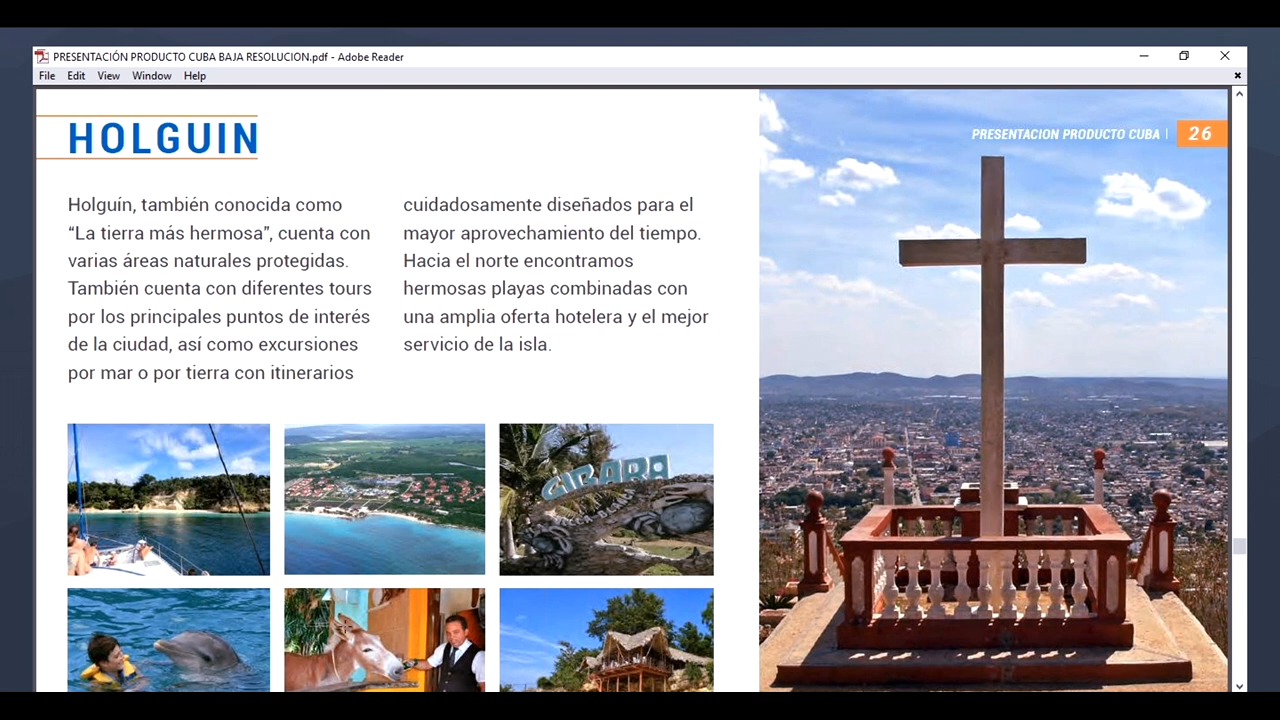 PRESENTACIÓN PRODUCTO CUBA BAJA RESOLUCION.pdf - Adobe Reader
File Edit View Window Help
HOLGUIN
PRESENTACION PRODUCTO CUBA | 26
Holguín, también conocida como
“La tierra más hermosa”, cuenta con
varias áreas naturales protegidas.
También cuenta con diferentes tours
por los principales puntos de interés
de la ciudad, así como excursiones
por mar o por tierra con itinerarios
cuidadosamente diseñados para el
mayor aprovechamiento del tiempo.
Hacia el norte encontramos
hermosas playas combinadas con
una amplia oferta hotelera y el mejor
servicio de la isla.
GIBARA